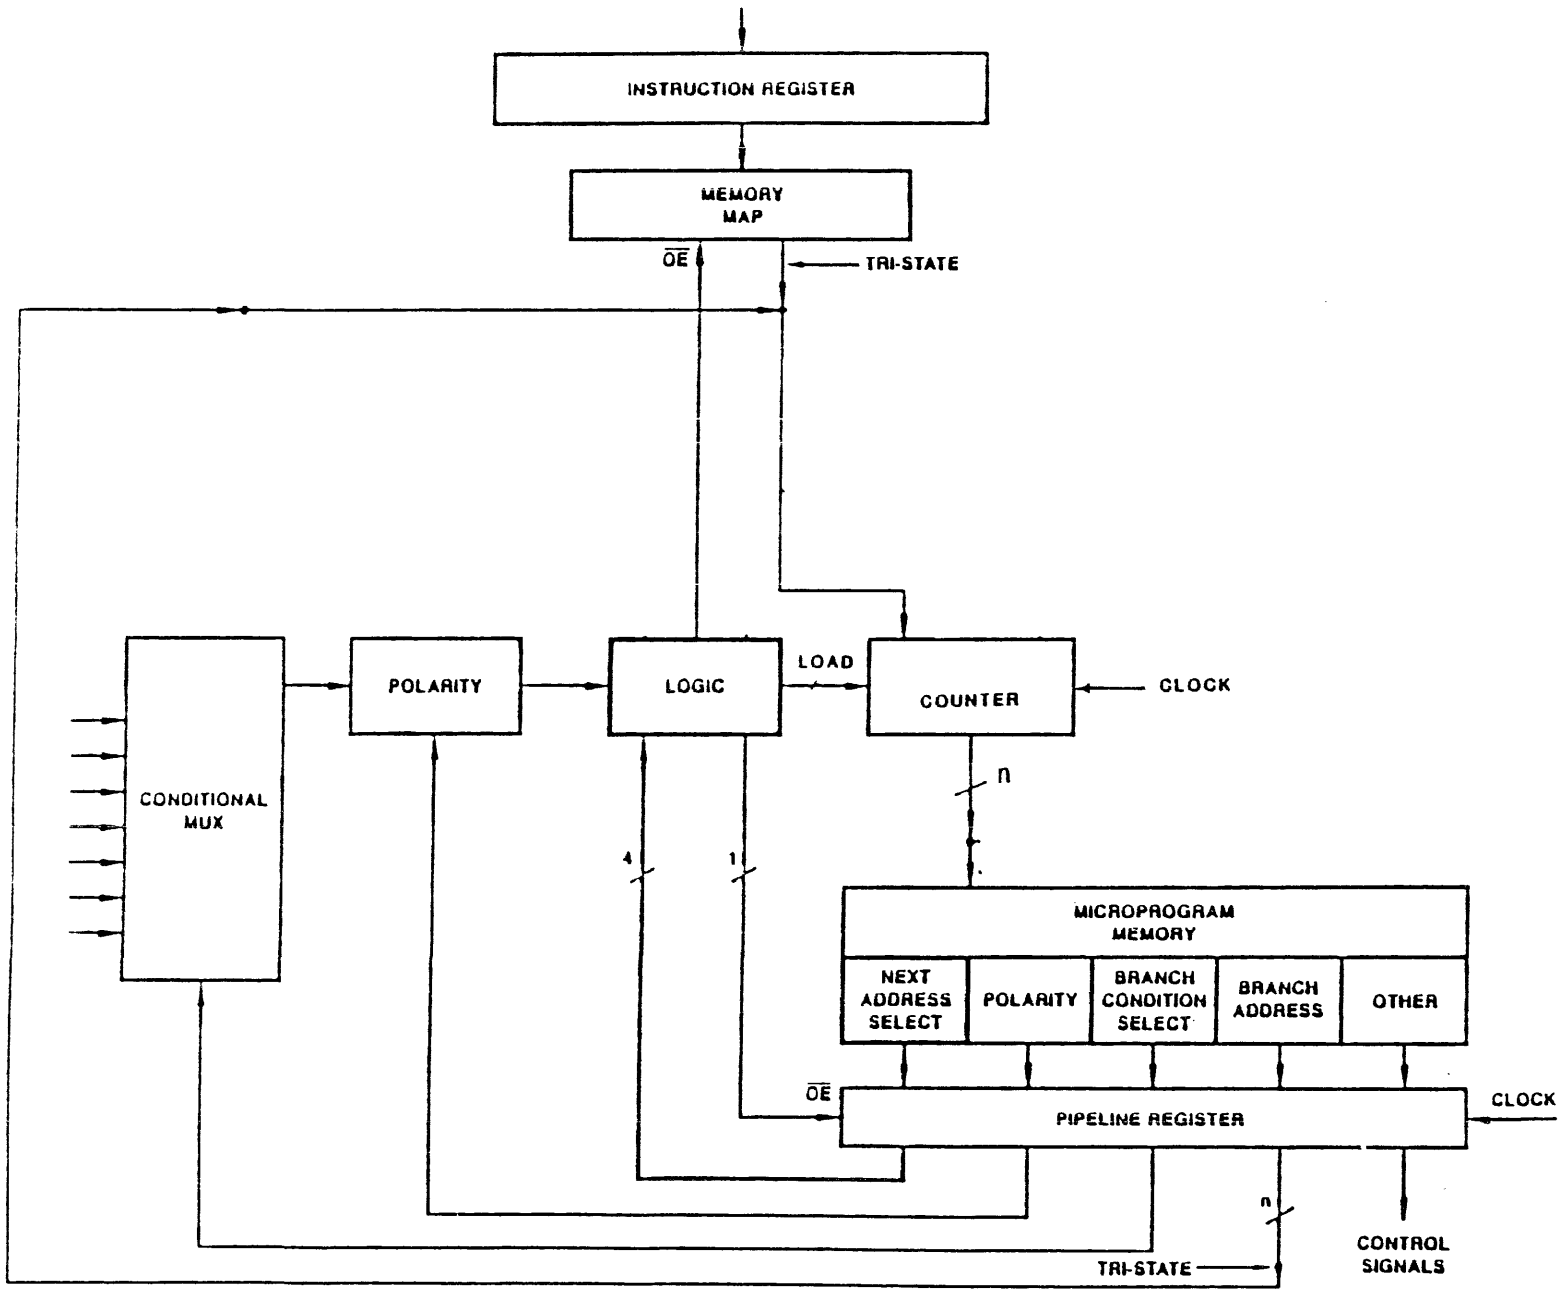 INSTRUCTION REGISTER
MEMORY
MAP
OE
TRI-STATE
LOAD
POLARITY
LOGIC
COUNTER
CLOCK
n
CONDITIONAL
MUX
4
1
MICROPROGRAM
MEMORY
NEXT
ADDRESS
SELECT
POLARITY
BRANCH
CONDITION
SELECT
BRANCH
ADDRESS
OTHER
OE
PIPELINE REGISTER
CLOCK
n
TRI-STATE
CONTROL
SIGNALS